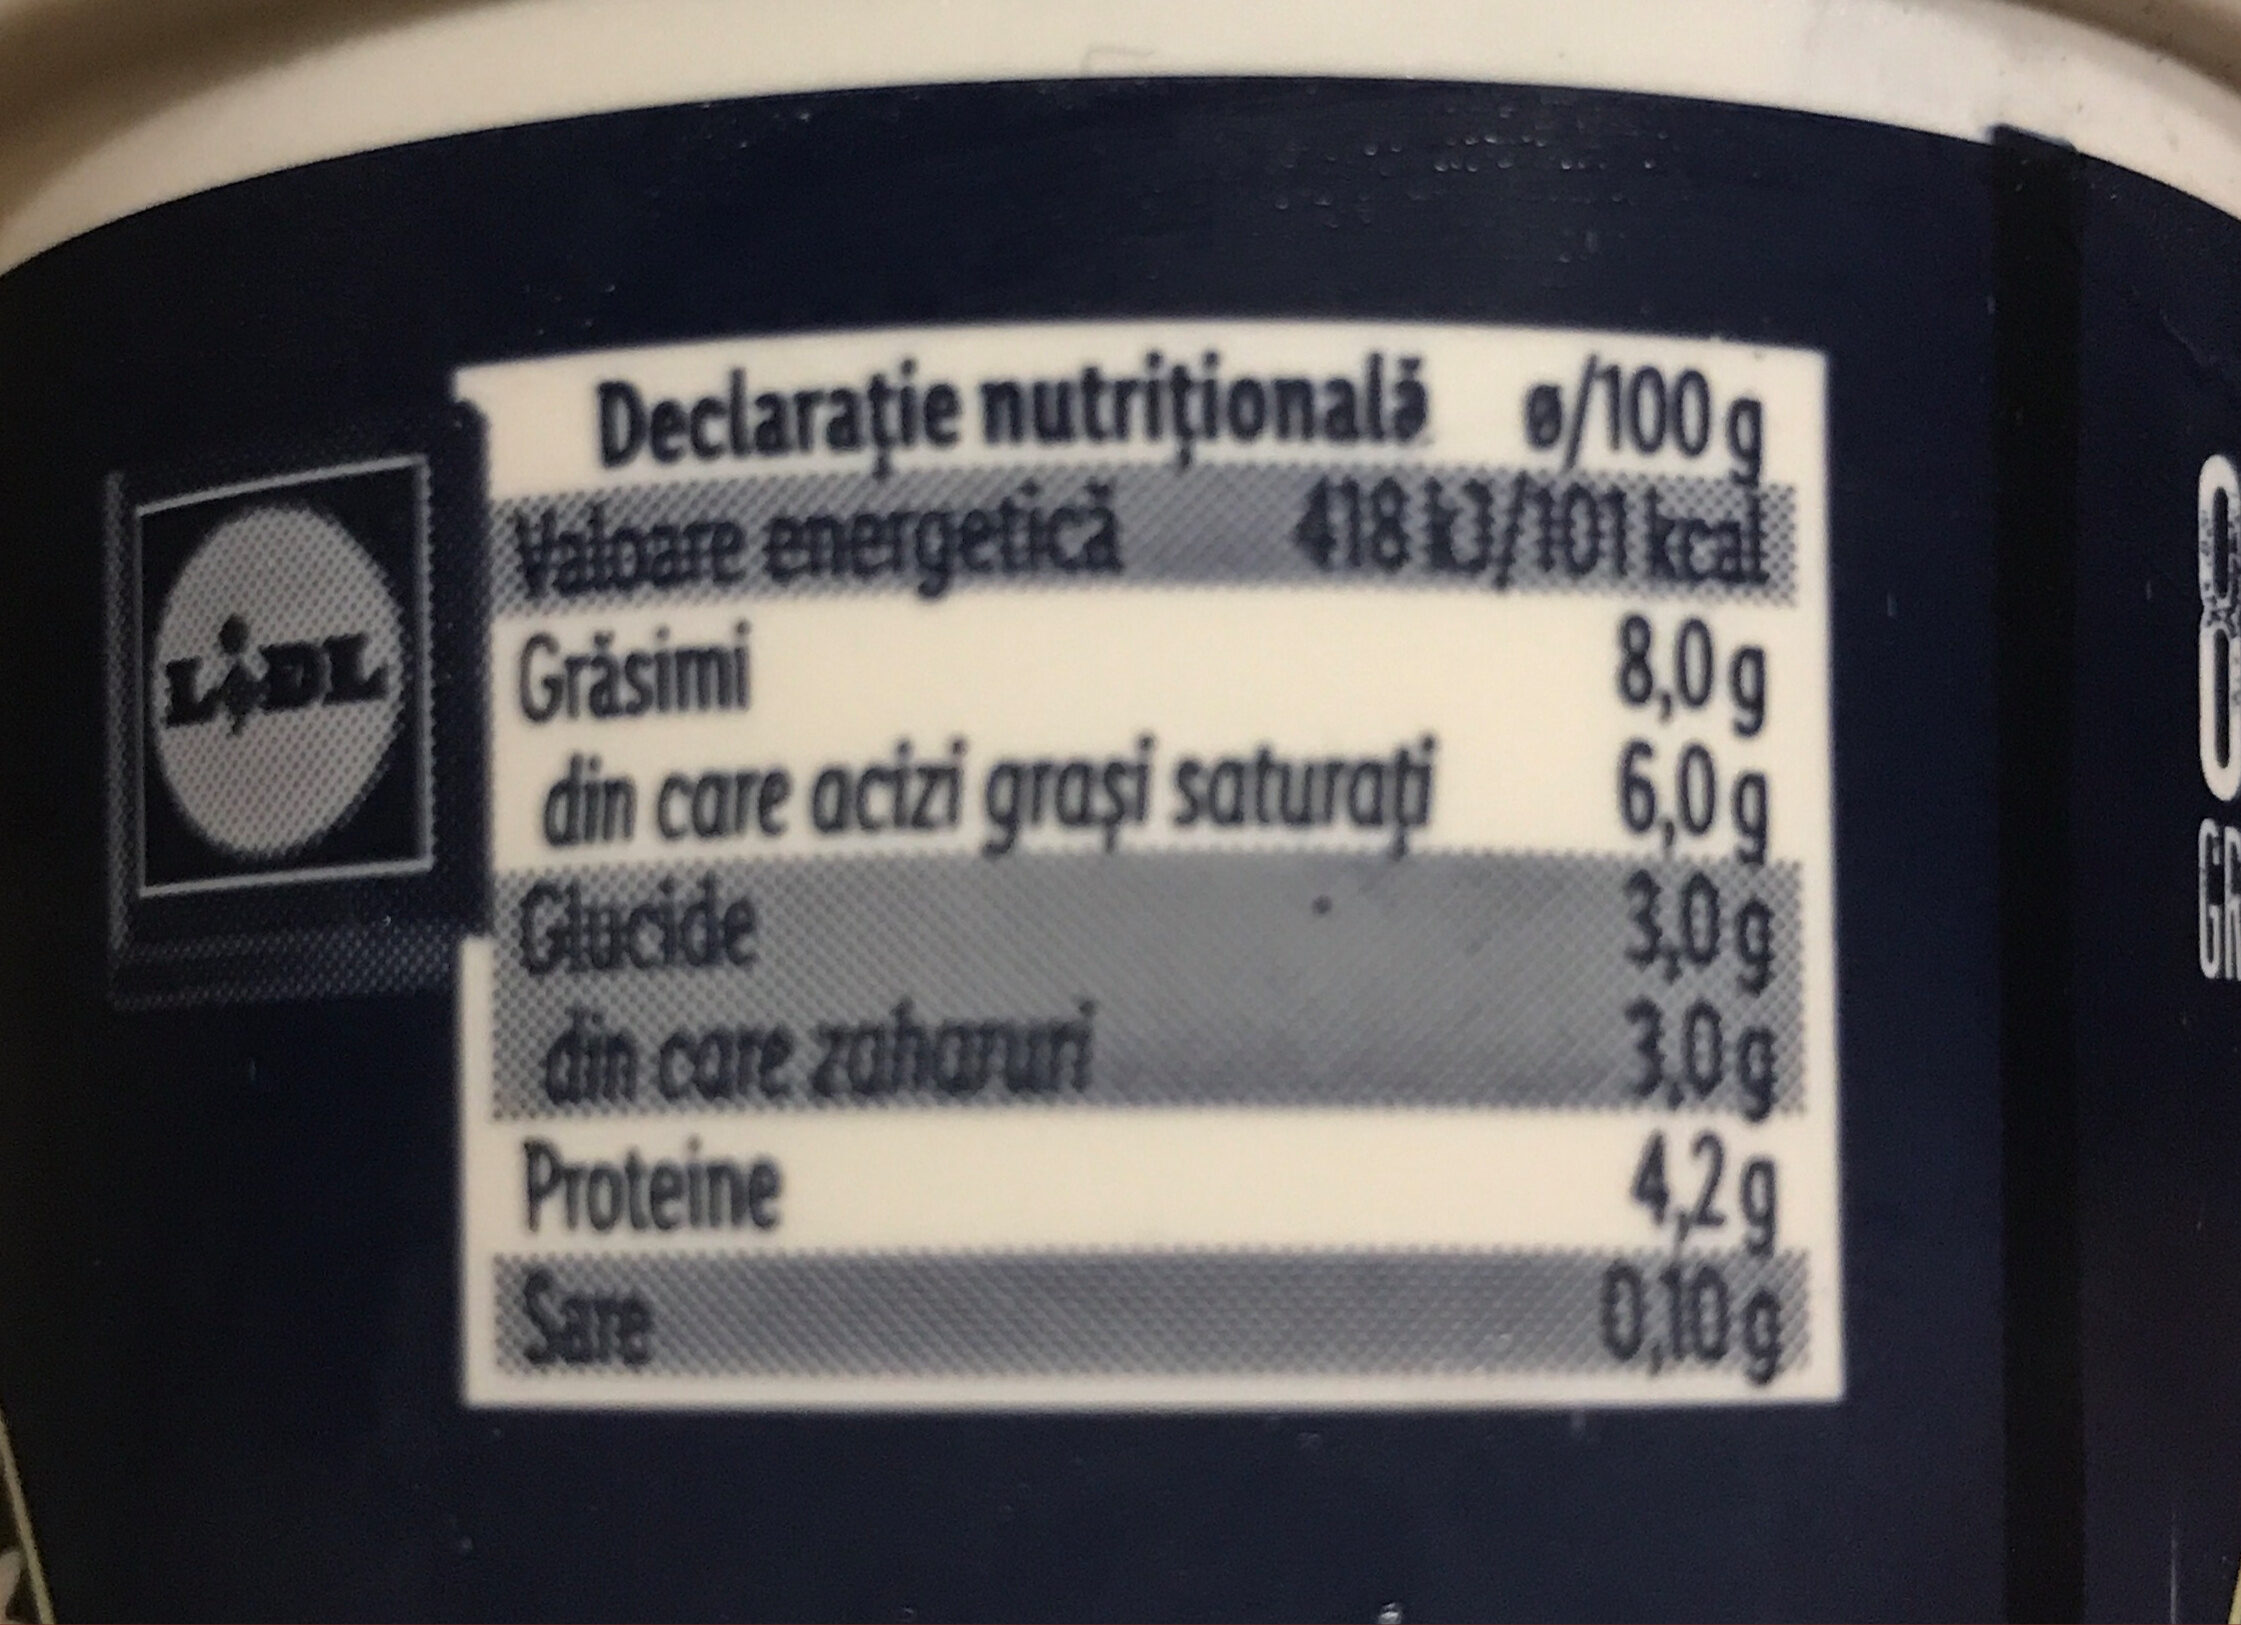 LiDL
Declarație nutrițională ø/100 g
Valoare energetică 418 kJ/101 kcal
Grăsimi 8,0 g
din care acizi grași saturați 6,0 g
Glucide 3,0 g
din care zaharuri 3,0 g
Proteine 4,2 g
Sare 0,10 g